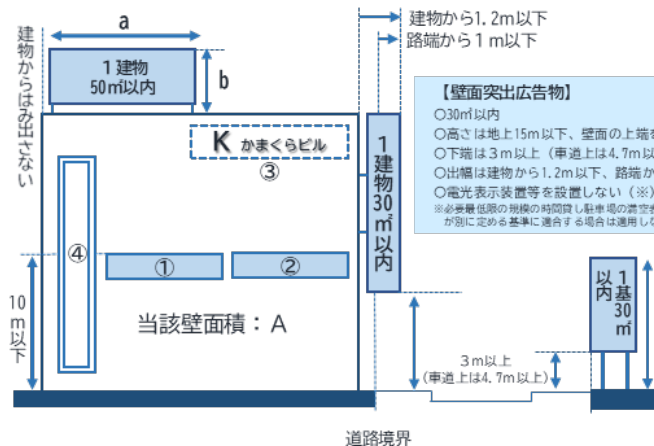 建物からはみ出さない
a
1建物
50㎡以内
b
建物から1.2m以下
路端から1m以下
【壁面突出広告物】
○30㎡以内
○高さは地上15m以下、壁面の上端を
○下端は3m以上(車道上は4.7m以
○出幅は建物から1.2m以下、路端か
○電光表示装置等を設置しない(※)
※必要最低限の規模の時間貸し駐車場の満空表
が別に定める基準に適合する場合は適用しな
K かまくらビル
③
1建物30㎡以内
④
①
②
10m以下
当該壁面積:A
1基30㎡
以内
3m以上
(車道上は4.7m以上)
道路境界